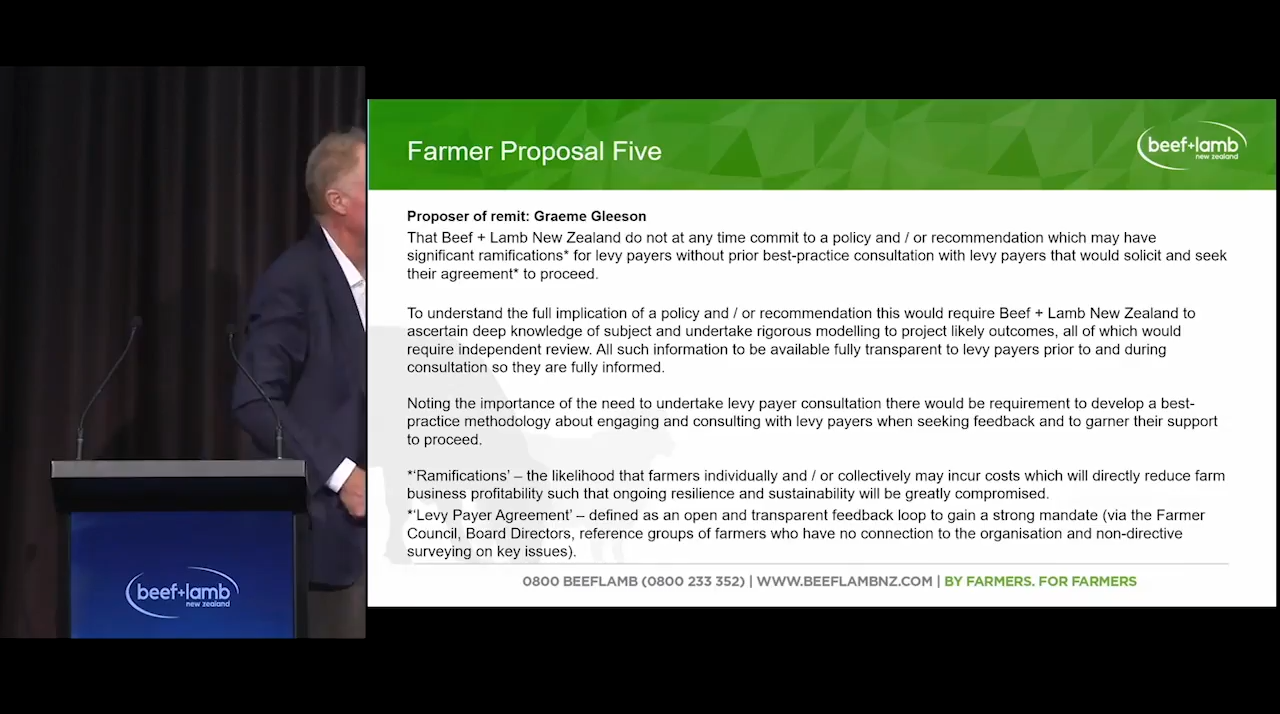 Farmer Proposal Five
beef+lamb
new zealand
Proposer of remit: Graeme Gleeson
That Beef + Lamb New Zealand do not at any time commit to a policy and / or recommendation which may have
significant ramifications* for levy payers without prior best-practice consultation with levy payers that would solicit and seek
their agreement* to proceed.
To understand the full implication of a policy and / or recommendation this would require Beef + Lamb New Zealand to
ascertain deep knowledge of subject and undertake rigorous modelling to project likely outcomes, all of which would
require independent review. All such information to be available fully transparent to levy payers prior to and during
consultation so they are fully informed.
Noting the importance of the need to undertake levy payer consultation there would be requirement to develop a best-
practice methodology about engaging and consulting with levy payers when seeking feedback and to garner their support
to proceed.
*‘Ramifications’ – the likelihood that farmers individually and / or collectively may incur costs which will directly reduce farm
business profitability such that ongoing resilience and sustainability will be greatly compromised.
*‘Levy Payer Agreement’ – defined as an open and transparent feedback loop to gain a strong mandate (via the Farmer
Council, Board Directors, reference groups of farmers who have no connection to the organisation and non-directive
surveying on key issues).
0800 BEEFLAMB (0800 233 352) | WWW.BEEFLAMBNZ.COM | BY FARMERS. FOR FARMERS
beef+lamb
new zealand